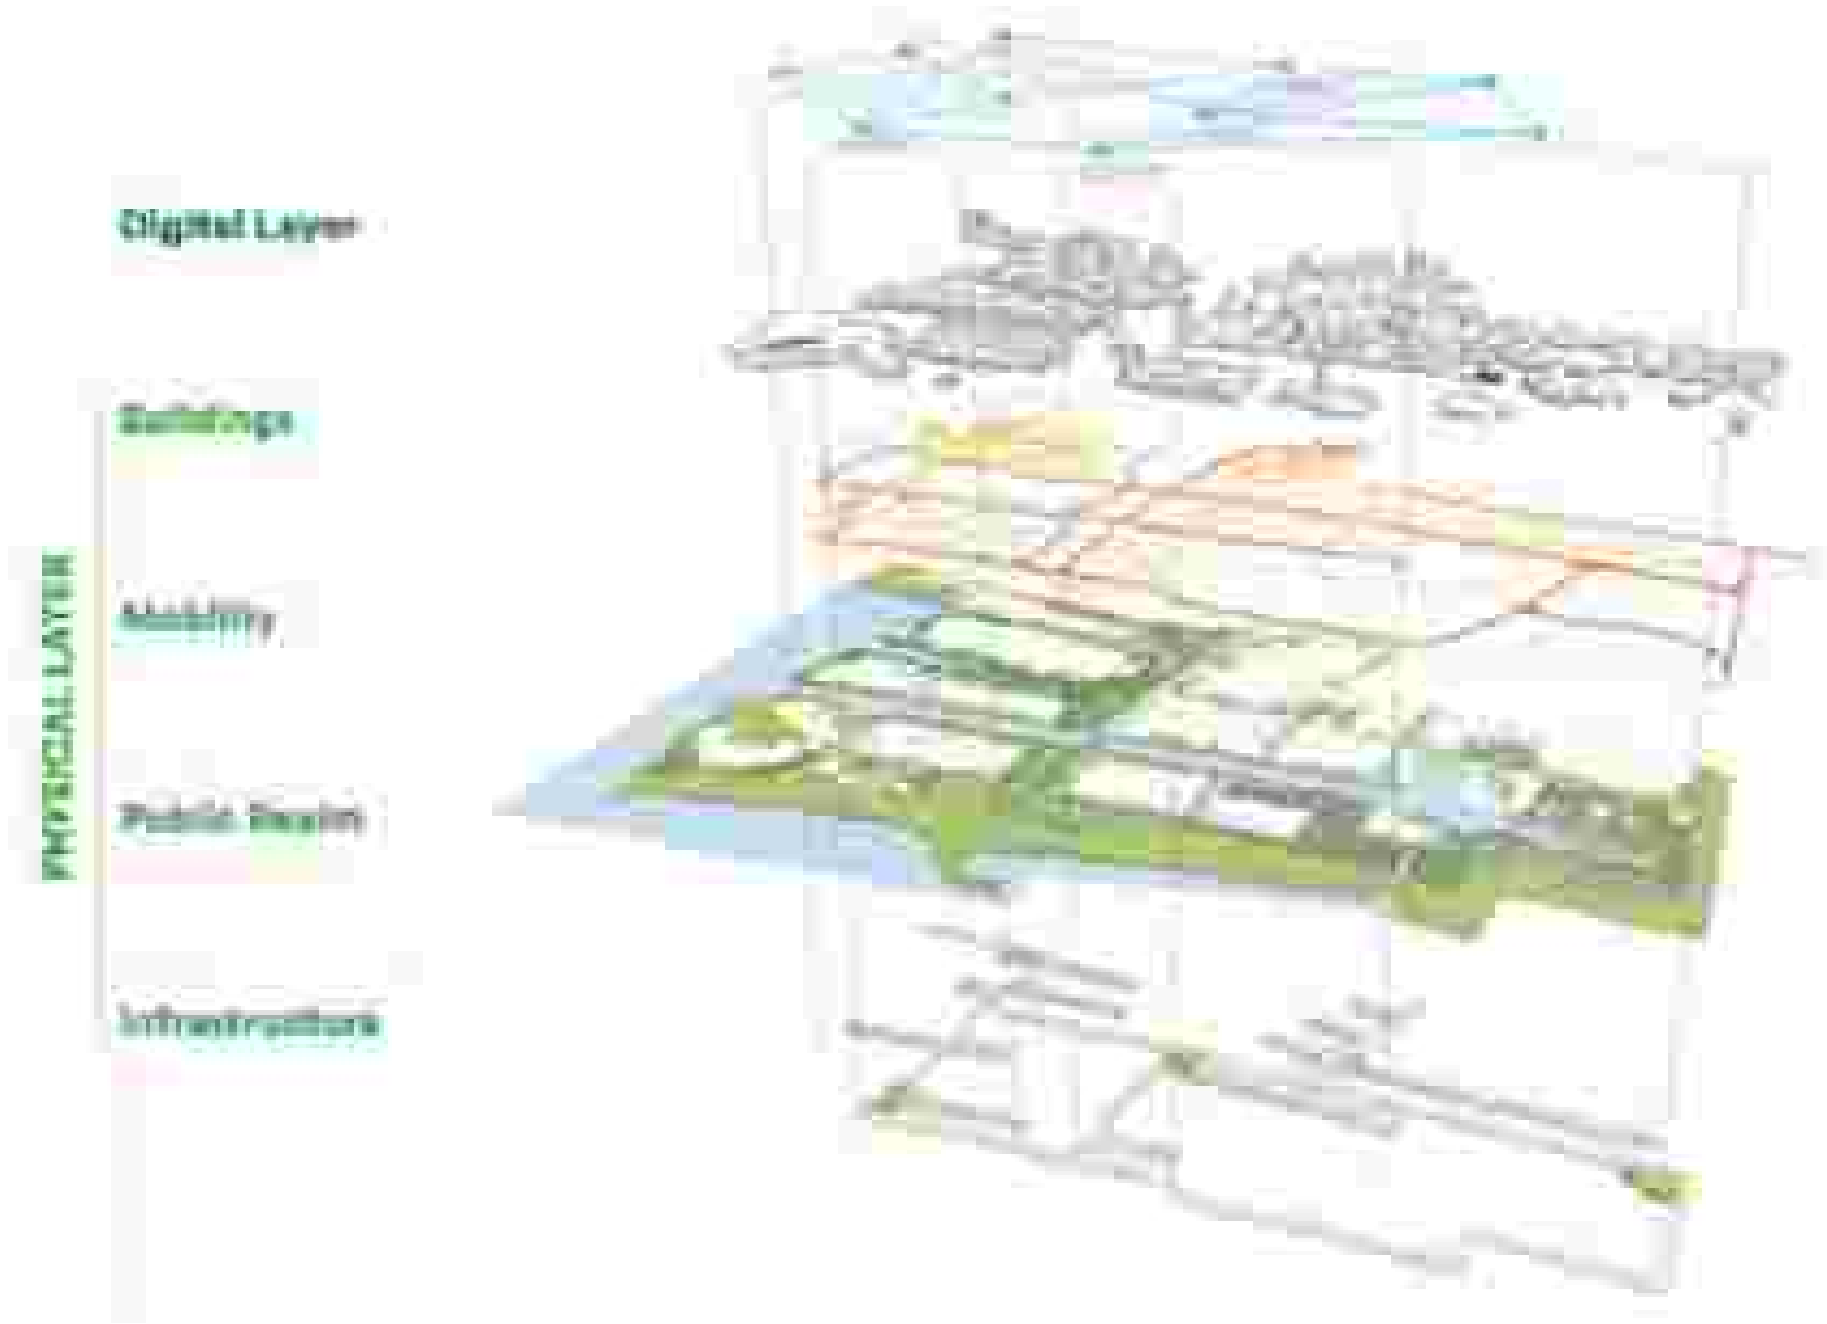 Digital Layer
Buildings
Mobility
PHYSICAL LAYER
Public Realm
Infrastructure